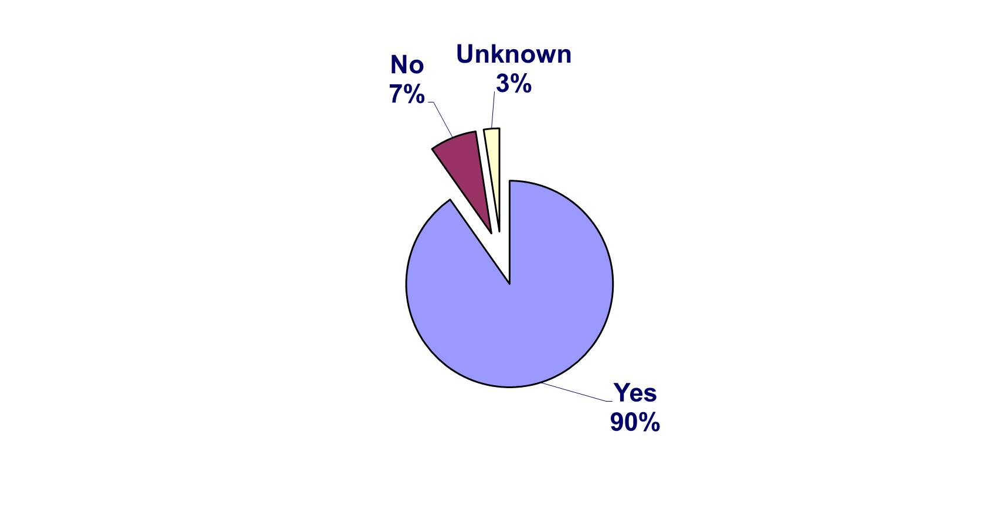 No
7%
Unknown
3%
Yes
90%